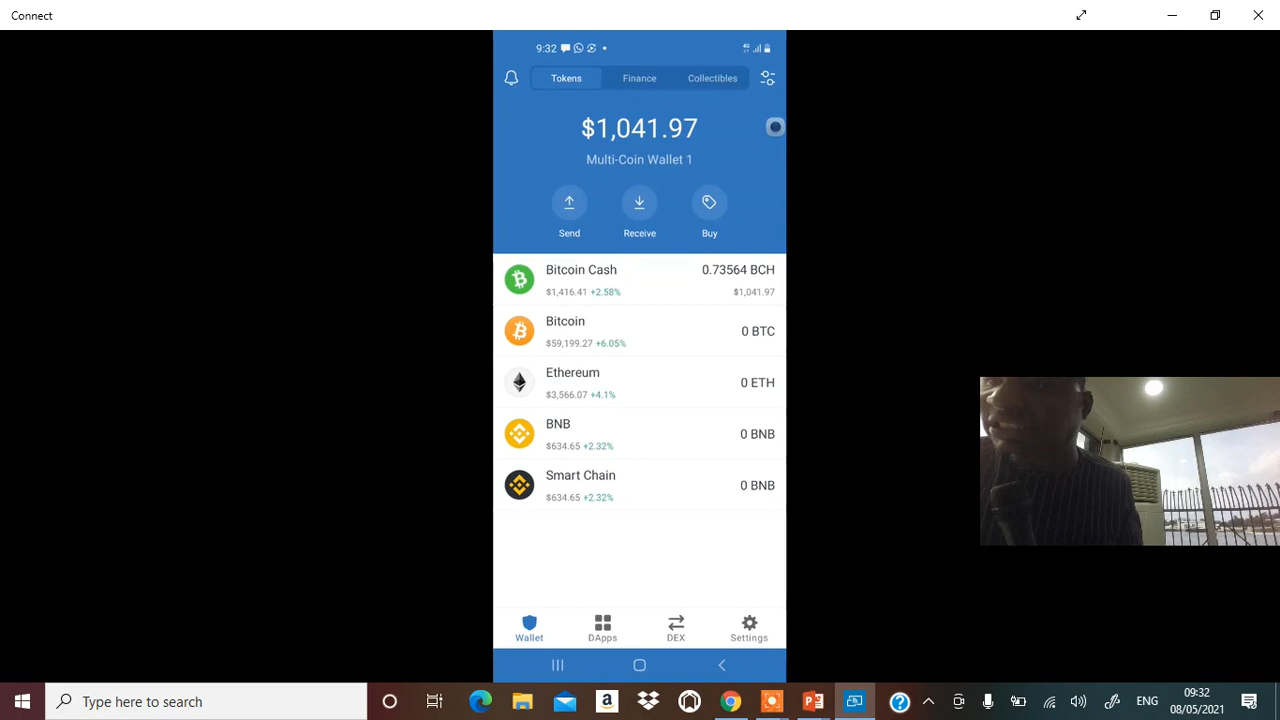 Connect
9:32
Tokens
Finance
Collectibles
$1,041.97
Multi-Coin Wallet 1
Send
Receive
Buy
Bitcoin Cash
0.73564 BCH
$1,416.41 +2.58%
$1,041.97
Bitcoin
0 BTC
$59,199.27 +6.05%
Ethereum
0 ETH
$3,566.07 +4.1%
BNB
0 BNB
$634.65 +2.32%
Smart Chain
0 BNB
$634.65 +2.32%
Wallet
DApps
DEX
Settings
Type here to search
ENG
09:32
08/05/2021